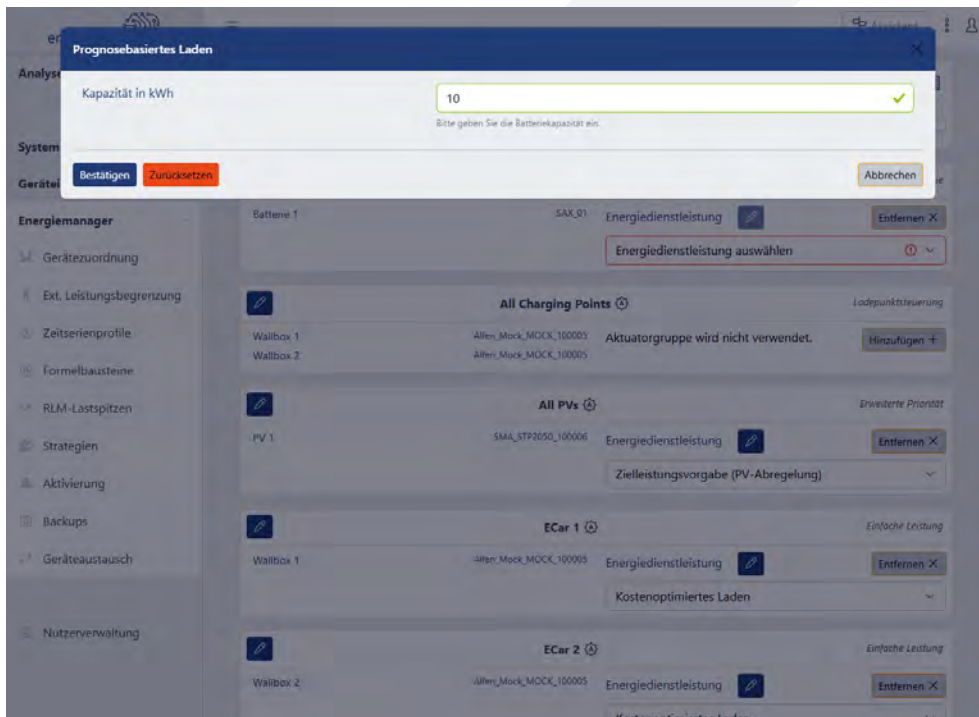 er
Assistant
Prognosebasiertes Laden
Analyse
Kapazität in kWh
10
Bitte geben Sie die Batteriekapazität ein.
System
Bestätigen
Zurücksetzen
Abbrechen
Gerätei
Energiemanager
Batterie 1
SAX_01
Energiedienstleistung
Entfernen
Energiedienstleistung auswählen
Gerätezuordnung
Ext. Leistungsbegrenzung
All Charging Points
Ladepunktsteuerung
Zeitserienprofile
Wallbox 1
Alfen_Mock_MOCK_100005
Aktuatorgruppe wird nicht verwendet.
Hinzufügen +
Wallbox 2
Alfen_Mock_MOCK_100005
Formelbausteine
RLM-Lastspitzen
All PVs
Erweiterte Priorität
Strategien
PV 1
SMA_STP2050_100006
Energiedienstleistung
Entfernen
Zielleistungsvorgabe (PV-Abregelung)
Aktivierung
Backups
ECar 1
Einfache Leistung
Geräteaustausch
Wallbox 1
Alfen_Mock_MOCK_100005
Energiedienstleistung
Entfernen
Kostenoptimiertes Laden
Nutzerverwaltung
ECar 2
Einfache Leistung
Wallbox 2
Alfen_Mock_MOCK_100005
Energiedienstleistung
Entfernen